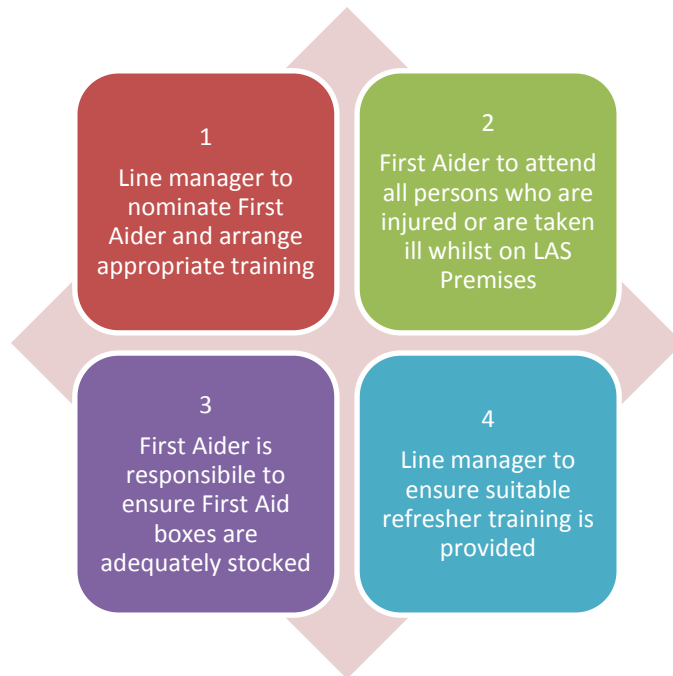 1
Line manager to
nominate First
Aider and arrange
appropriate training
2
First Aider to attend
all persons who are
injured or are taken
ill whilst on LAS
Premises
3
First Aider is
responsibile to
ensure First Aid
boxes are
adequately stocked
4
Line manager to
ensure suitable
refresher training is
provided